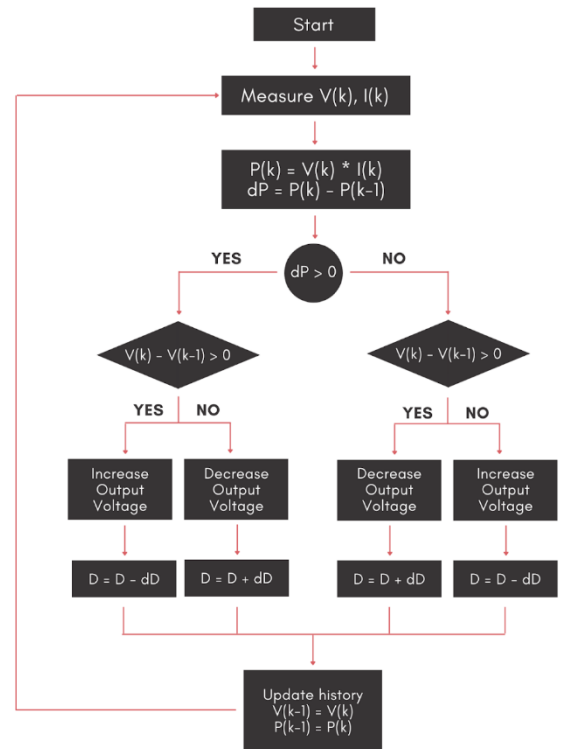 Start
Measure V(k), I(k)
P(k) = V(k) * I(k)
dP = P(k) - P(k-1)
YES
dP > 0
NO
V(k) - V(k-1) > 0
V(k) - V(k-1) > 0
YES
NO
YES
NO
Increase
Output
Voltage
Decrease
Output
Voltage
Decrease
Output
Voltage
Increase
Output
Voltage
D = D - dD
D = D + dD
D = D + dD
D = D - dD
Update history
V(k-1) = V(k)
P(k-1) = P(k)